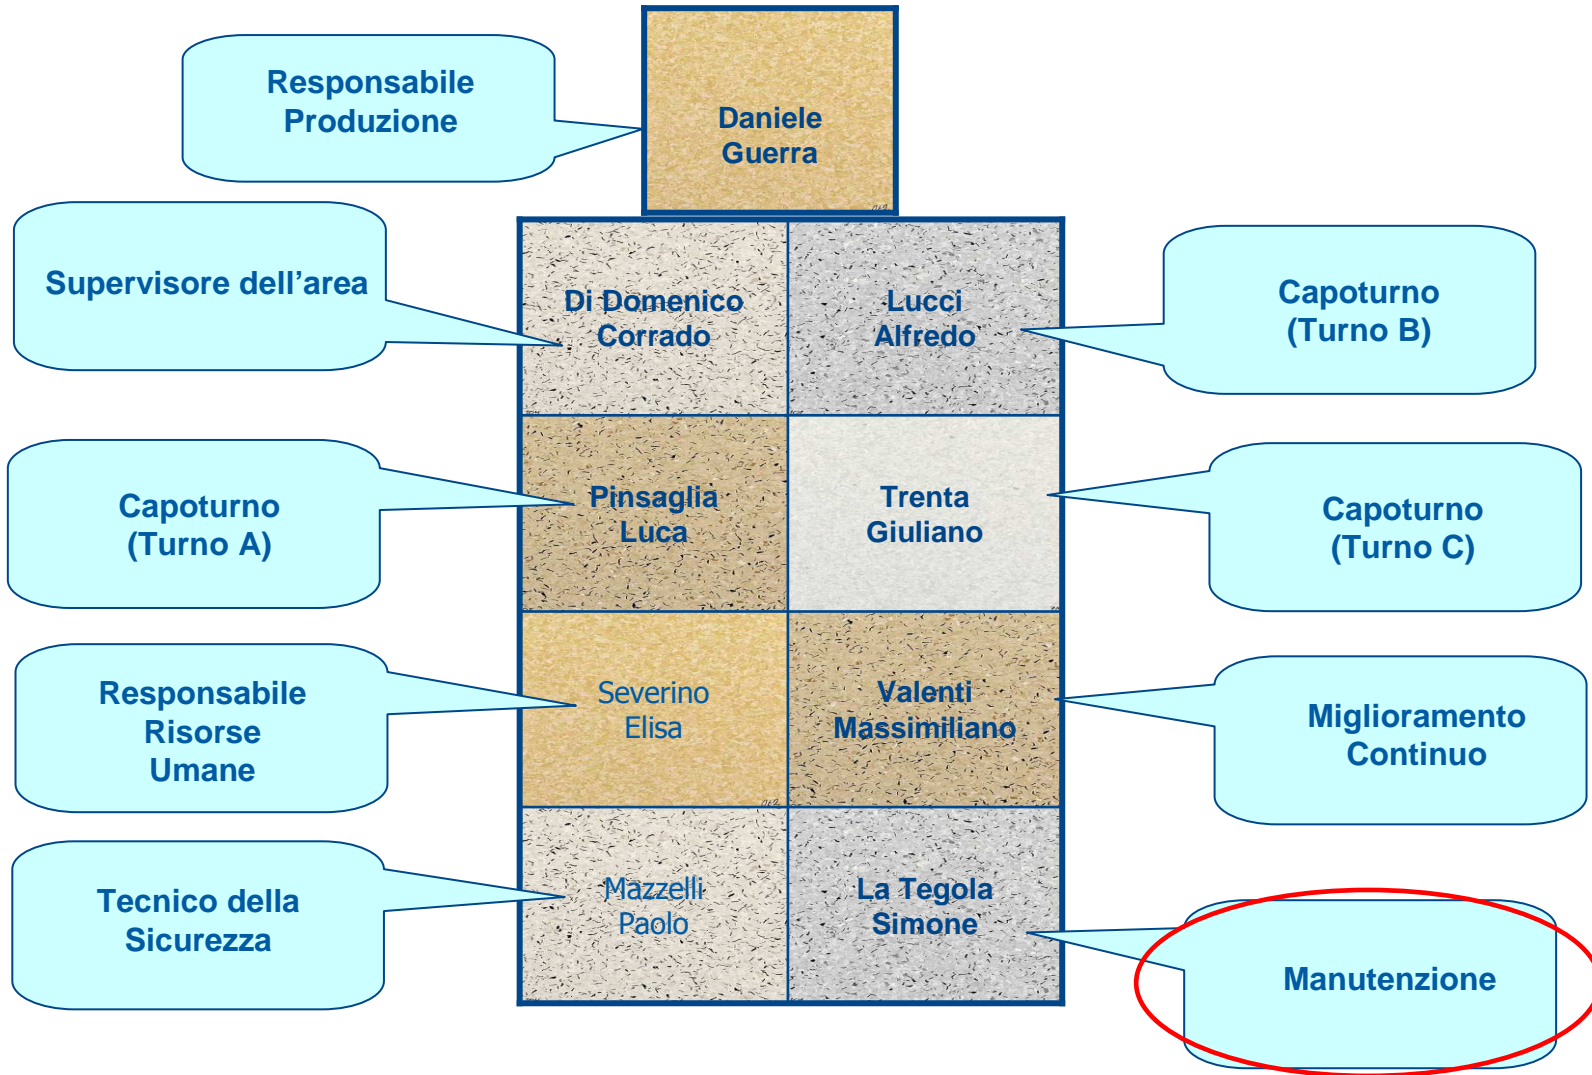 Responsabile
Produzione
Daniele
Guerra
Supervisore dell’area
Di Domenico
Corrado
Lucci
Alfredo
Capoturno
(Turno B)
Capoturno
(Turno A)
Pinsaglia
Luca
Trenta
Giuliano
Capoturno
(Turno C)
Responsabile
Risorse
Umane
Severino
Elisa
Valenti
Massimiliano
Miglioramento
Continuo
Tecnico della
Sicurezza
Mazzelli
Paolo
La Tegola
Simone
Manutenzione